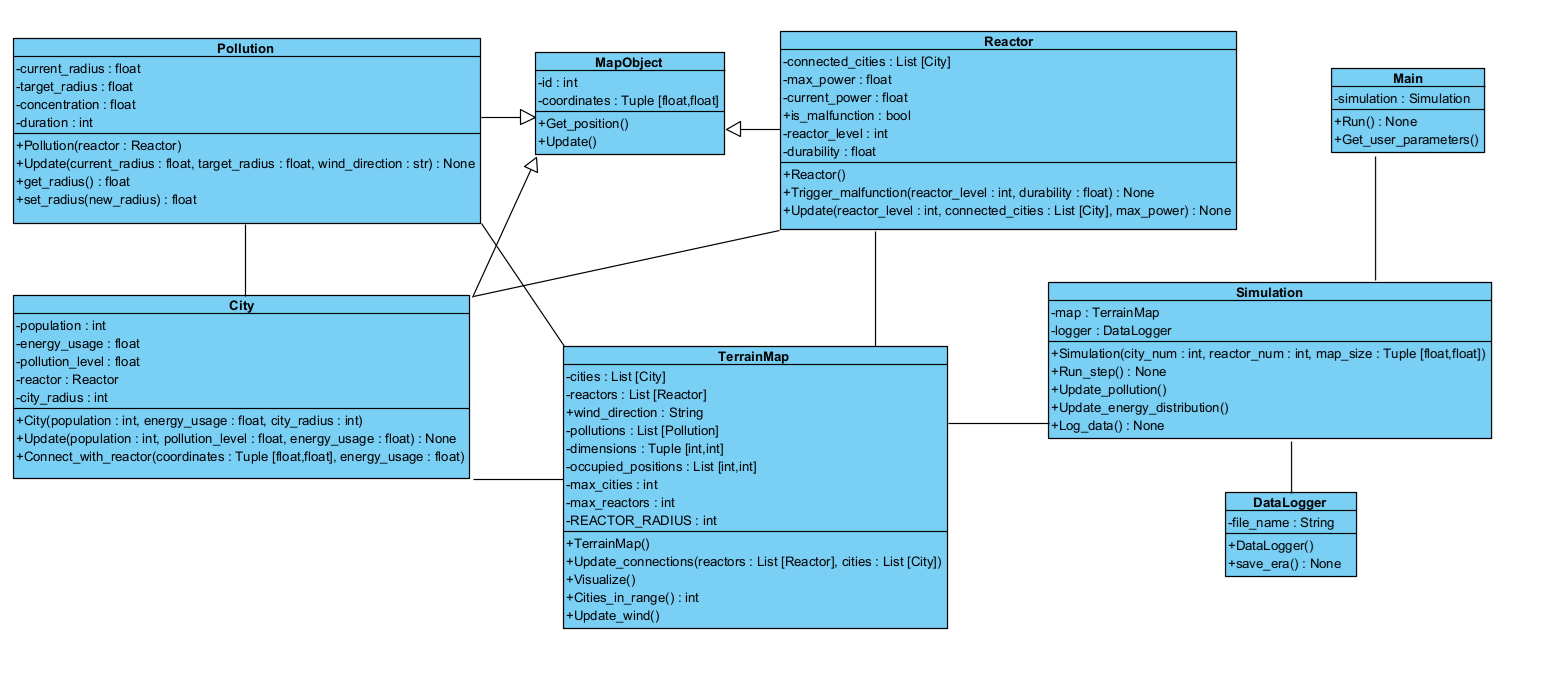 Pollution
-current_radius : float
-target_radius : float
-concentration : float
-duration : int
+Pollution(reactor : Reactor)
+Update(current_radius : float, target_radius : float, wind_direction : str) : None
+get_radius() : float
+set_radius(new_radius) : float
MapObject
-id : int
-coordinates : Tuple [float,float]
+Get_position()
+Update()
Reactor
-connected_cities : List [City]
-max_power : float
-current_power : float
+is_malfunction : bool
-reactor_level : int
-durability : float
+Reactor()
+Trigger_malfunction(reactor_level : int, durability : float) : None
+Update(reactor_level : int, connected_cities : List [City], max_power) : None
Main
-simulation : Simulation
+Run() : None
+Get_user_parameters()
City
-population : int
-energy_usage : float
-pollution_level : float
-reactor : Reactor
-city_radius : int
+City(population : int, energy_usage : float, city_radius : int)
+Update(population : int, pollution_level : float, energy_usage : float) : None
+Connect_with_reactor(coordinates : Tuple [float,float], energy_usage : float)
TerrainMap
-cities : List [City]
-reactors : List [Reactor]
+wind_direction : String
-pollutions : List [Pollution]
-dimensions : Tuple [int,int]
-occupied_positions : List [int,int]
-max_cities : int
-max_reactors : int
-REACTOR_RADIUS : int
+TerrainMap()
+Update_connections(reactors : List [Reactor], cities : List [City])
+Visualize()
+Cities_in_range() : int
+Update_wind()
Simulation
-map : TerrainMap
-logger : DataLogger
+Simulation(city_num : int, reactor_num : int, map_size : Tuple [float,float])
+Run_step() : None
+Update_pollution()
+Update_energy_distribution()
+Log_data() : None
DataLogger
-file_name : String
+DataLogger()
+save_era() : None